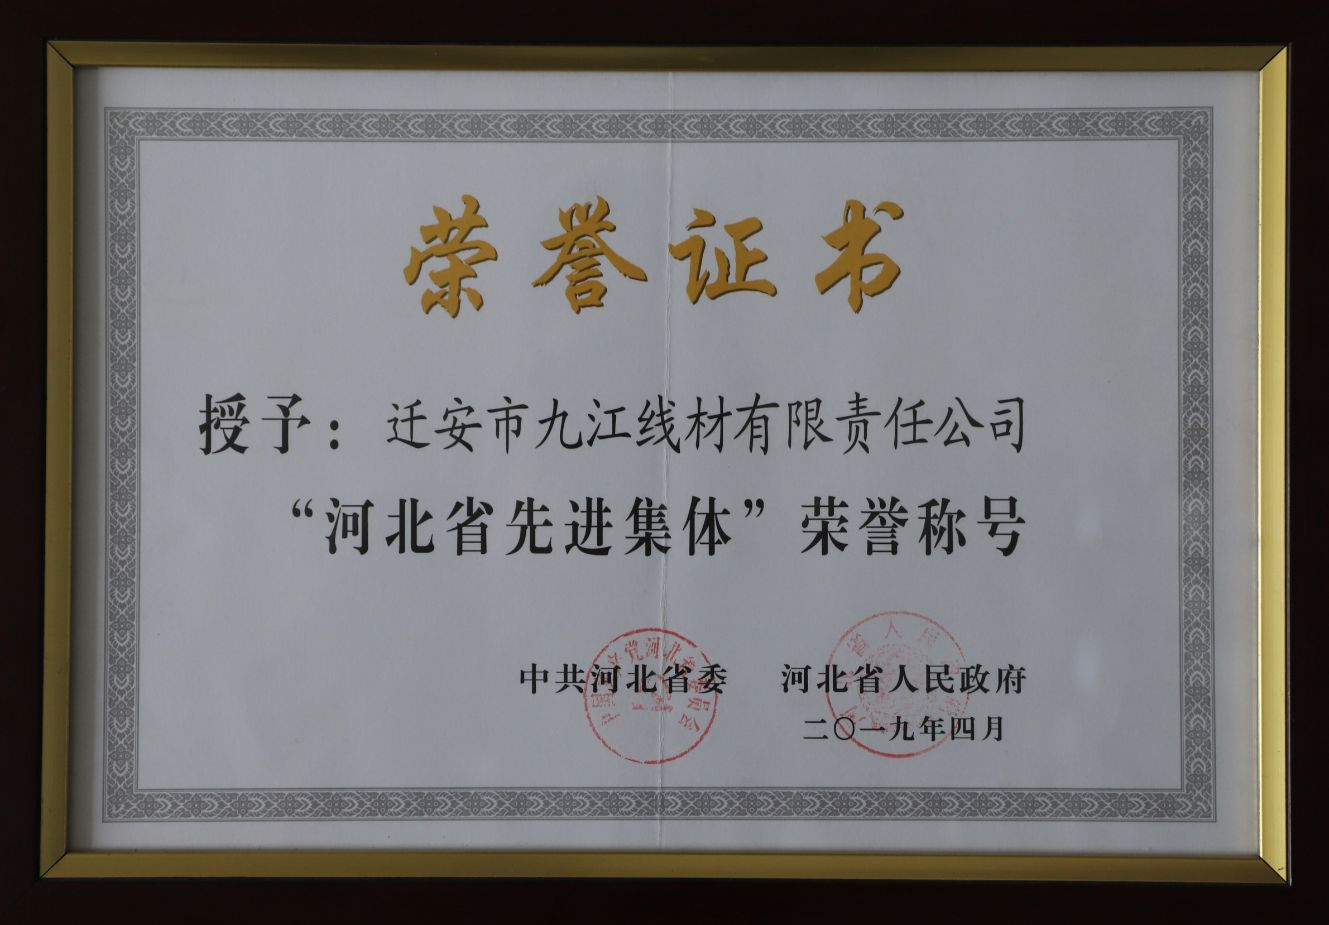 荣誉证书
授予：迁安市九江线材有限责任公司
“河北省先进集体”荣誉称号
中共河北省委 河北省人民政府
二〇一九年四月